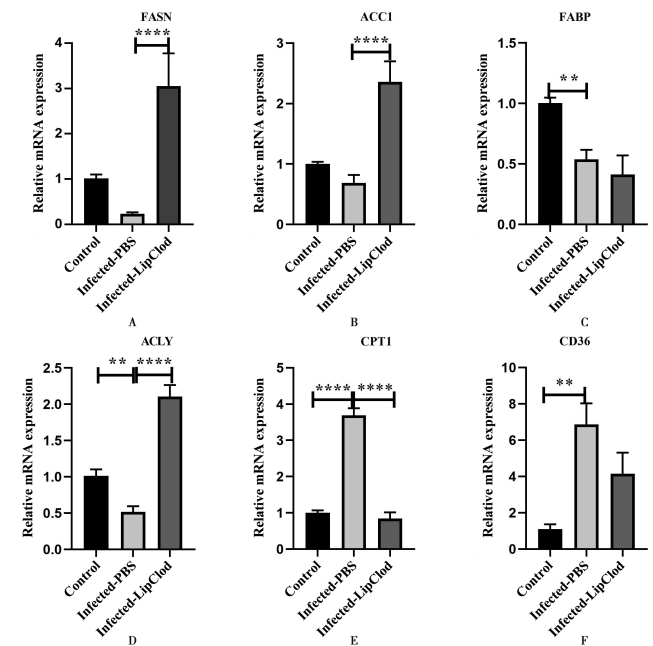 FASN
Relative mRNA expression
4
3
2
1
0
****
Control
Infected-PBS
Infected-LipClod
A
ACC1
Relative mRNA expression
3
2
1
0
****
Control
Infected-PBS
Infected-LipClod
B
FABP
Relative mRNA expression
1.5
1.0
0.5
0.0
**
Control
Infected-PBS
Infected-LipClod
C
ACLY
Relative mRNA expression
2.5
2.0
1.5
1.0
0.5
0.0
** ****
Control
Infected-PBS
Infected-LipClod
D
CPT1
Relative mRNA expression
5
4
3
2
1
0
**** ****
Control
Infected-PBS
Infected-LipClod
E
CD36
Relative mRNA expression
10
8
6
4
2
0
**
Control
Infected-PBS
Infected-LipClod
F